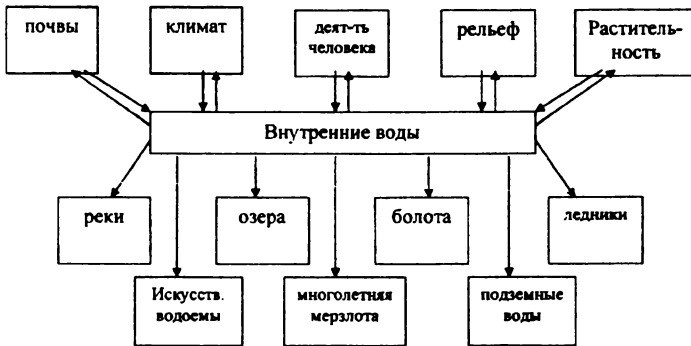 почвы
климат
деят-ть
человека
рельеф
Раститель-
ность
Внутренние воды
реки
озера
болота
ледники
Искусств.
водоемы
многолетняя
мерзлота
подземные
воды